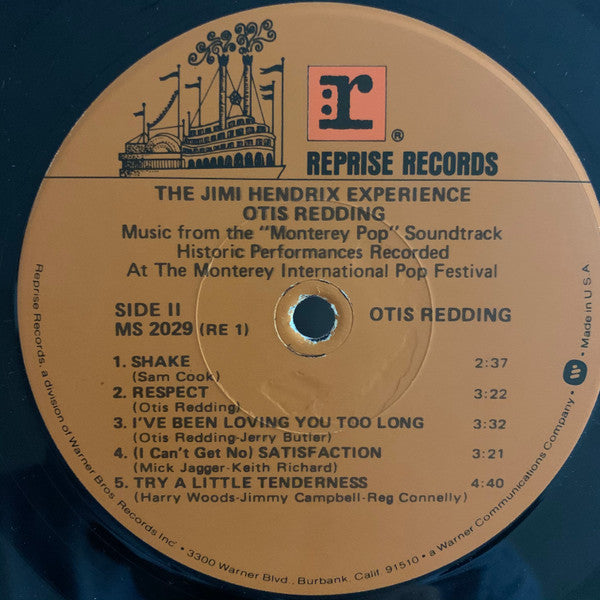 r
®
REPRISE RECORDS
THE JIMI HENDRIX EXPERIENCE
OTIS REDDING
Music from the "Monterey Pop" Soundtrack
Historic Performances Recorded
At The Monterey International Pop Festival
SIDE II
MS 2029 (RE 1)
OTIS REDDING
1. SHAKE 2:37
(Sam Cook)
2. RESPECT 3:22
(Otis Redding)
3. I'VE BEEN LOVING YOU TOO LONG 3:32
(Otis Redding-Jerry Butler)
4. (I Can't Get No) SATISFACTION 3:21
(Mick Jagger-Keith Richard)
5. TRY A LITTLE TENDERNESS 4:40
(Harry Woods-Jimmy Campbell-Reg Connelly)
Reprise Records, a division of Warner Bros. Records Inc. • 3300 Warner Blvd., Burbank, Calif. 91510 • a Warner Communications Company • Made in U.S.A.